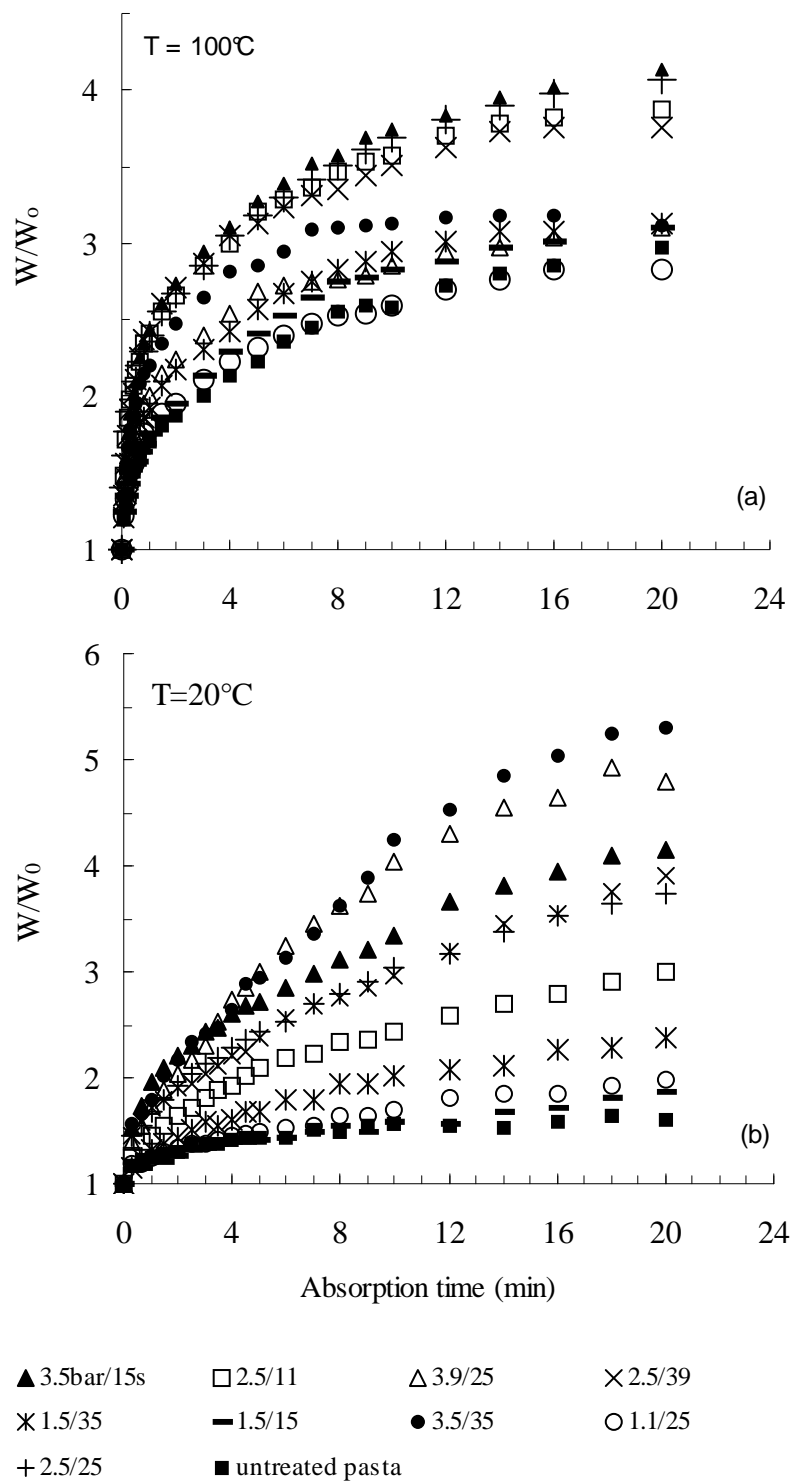 T = 100°C
4
3
2
1
W/Wo
(a)
0 4 8 12 16 20 24
6
5
4
3
2
1
T=20°C
W/W0
(b)
0 4 8 12 16 20 24
Absorption time (min)
3.5bar/15s 2.5/11 3.9/25 2.5/39
1.5/35 1.5/15 3.5/35 1.1/25
2.5/25 untreated pasta